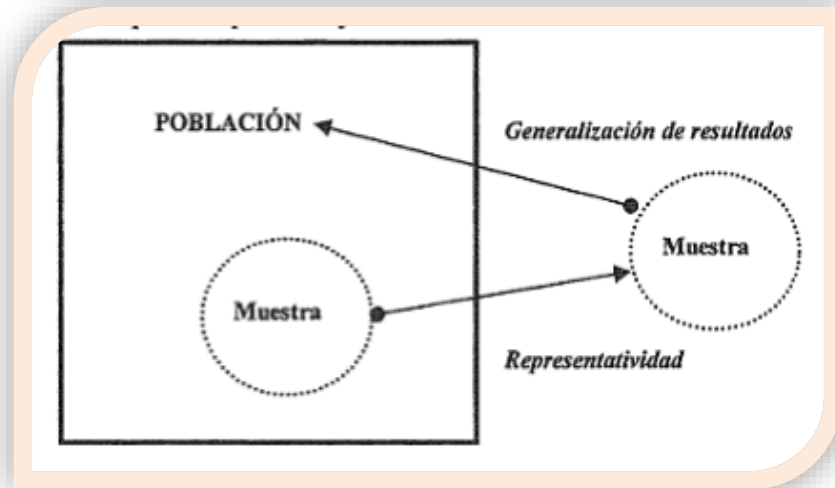 POBLACIÓN
Generalización de resultados
Muestra
Muestra
Representatividad